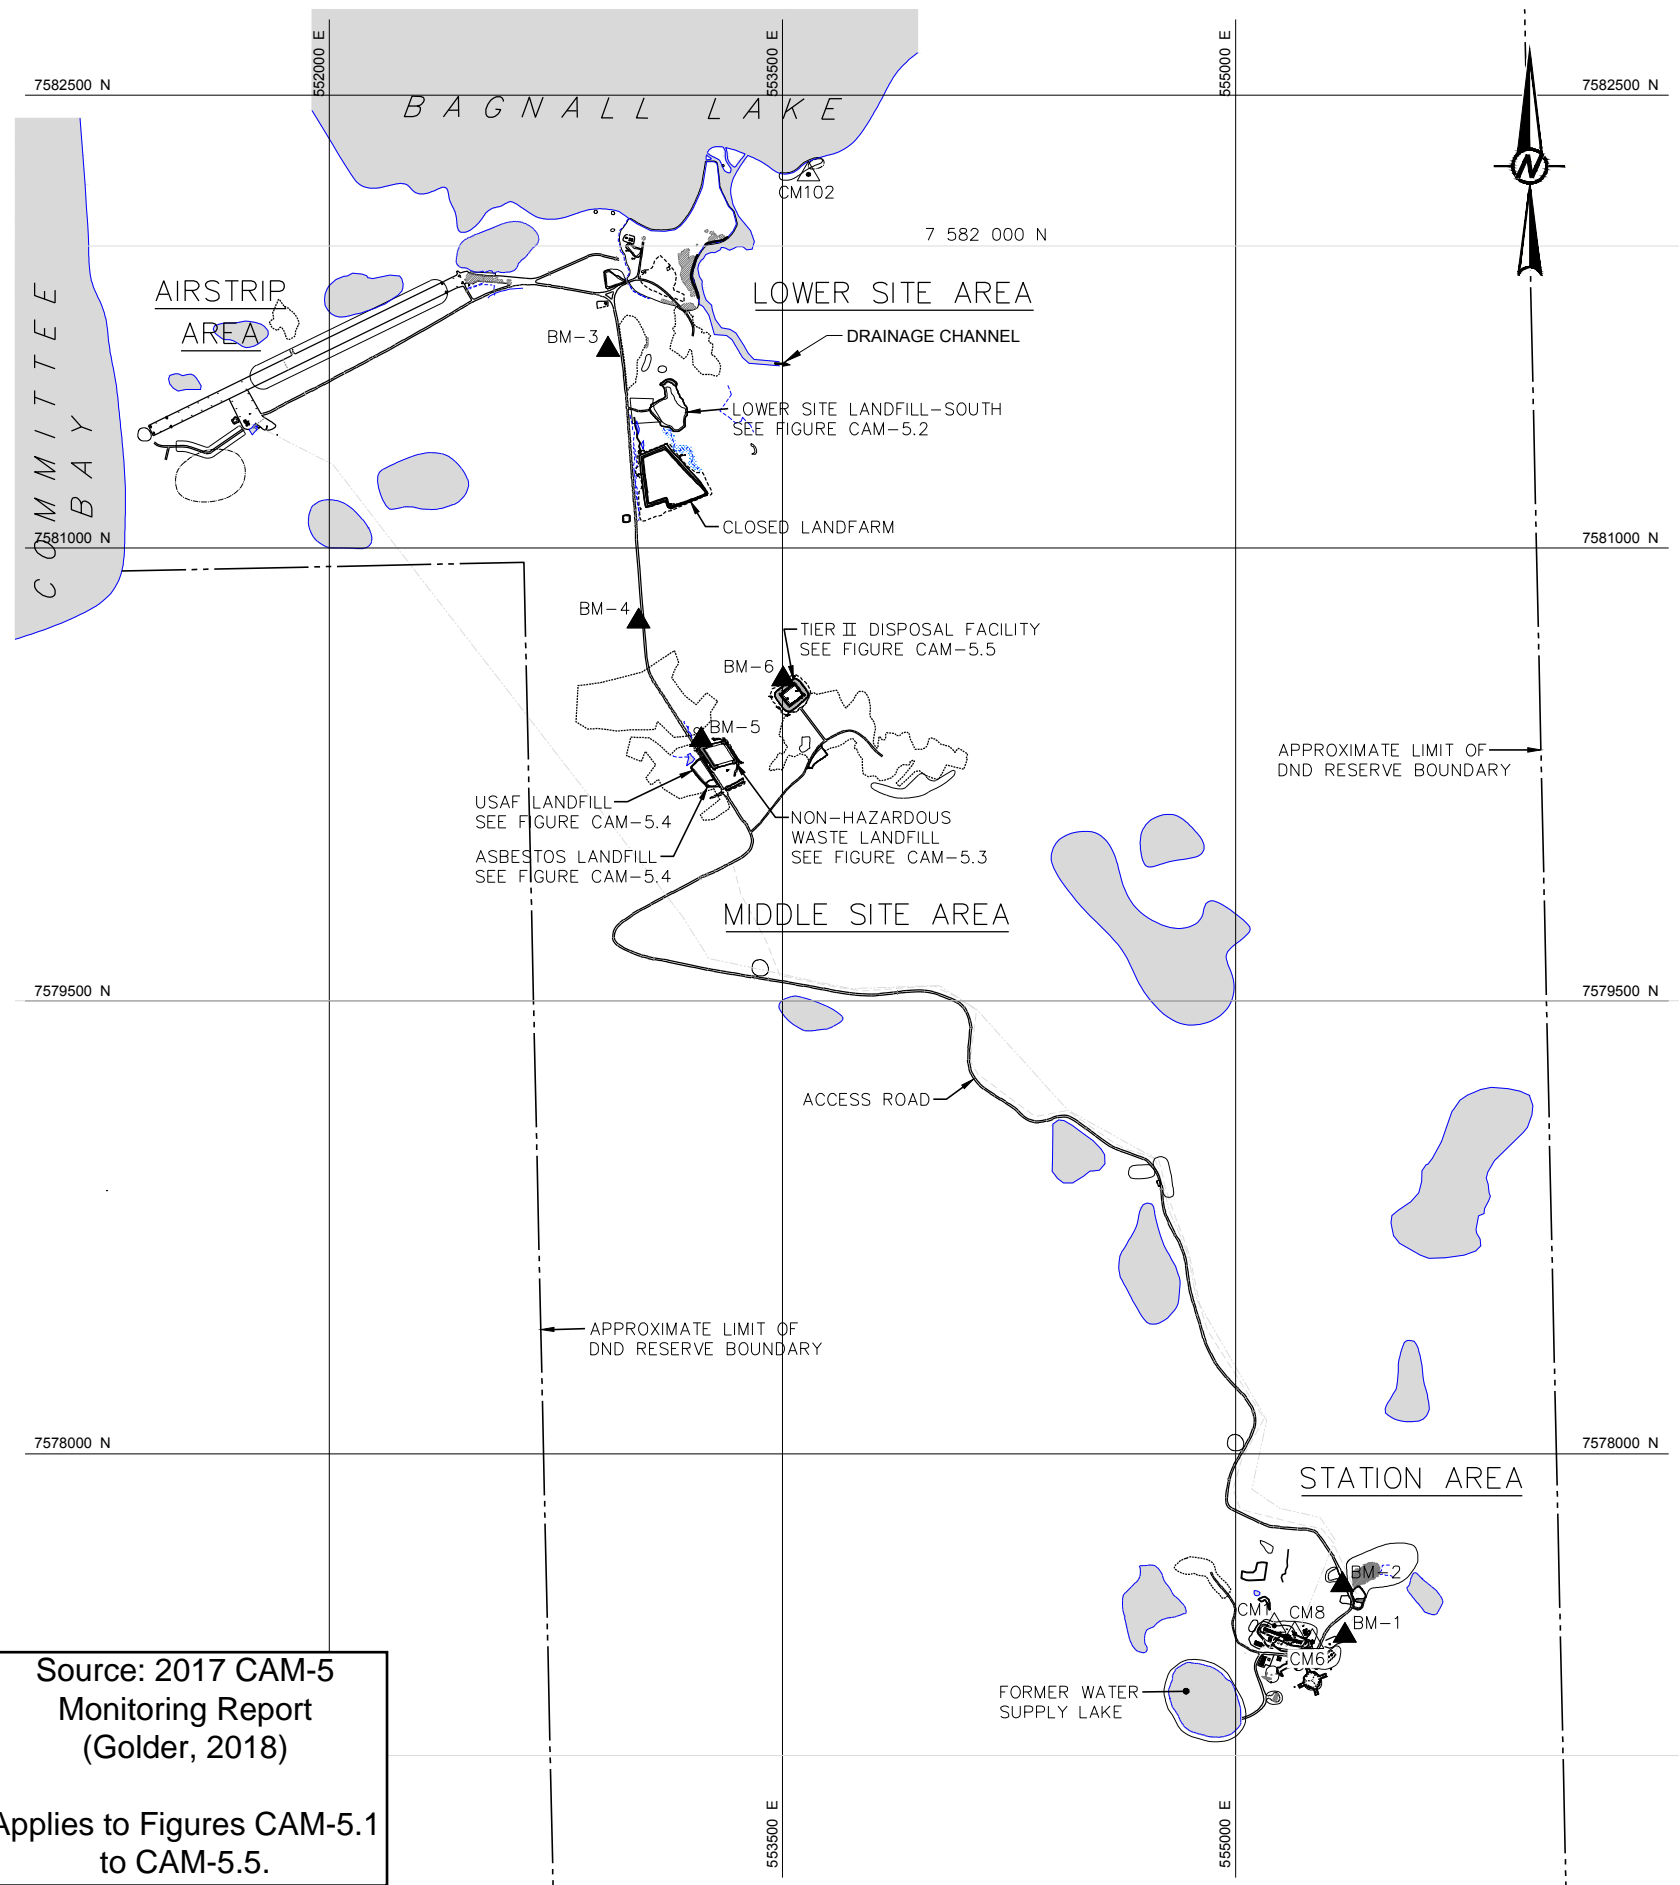 552000 E
553500 E
555000 E
7582500 N
7582500 N
BAGNALL LAKE
CM102
7 582 000 N
AIRSTRIP
AREA
LOWER SITE AREA
COMMITTEE
BAY
BM-3
DRAINAGE CHANNEL
LOWER SITE LANDFILL-SOUTH
SEE FIGURE CAM-5.2
CLOSED LANDFARM
7581000 N
7581000 N
BM-4
TIER II DISPOSAL FACILITY
SEE FIGURE CAM-5.5
BM-6
BM-5
APPROXIMATE LIMIT OF
DND RESERVE BOUNDARY
USAF LANDFILL
SEE FIGURE CAM-5.4
NON-HAZARDOUS
WASTE LANDFILL
SEE FIGURE CAM-5.3
ASBESTOS LANDFILL
SEE FIGURE CAM-5.4
MIDDLE SITE AREA
7579500 N
7579500 N
ACCESS ROAD
APPROXIMATE LIMIT OF
DND RESERVE BOUNDARY
7578000 N
7578000 N
STATION AREA
BM-2
CM1
CM8
BM-1
CM6
FORMER WATER
SUPPLY LAKE
N
553500 E
555000 E
Source: 2017 CAM-5
Monitoring Report
(Golder, 2018)
Applies to Figures CAM-5.1
to CAM-5.5.